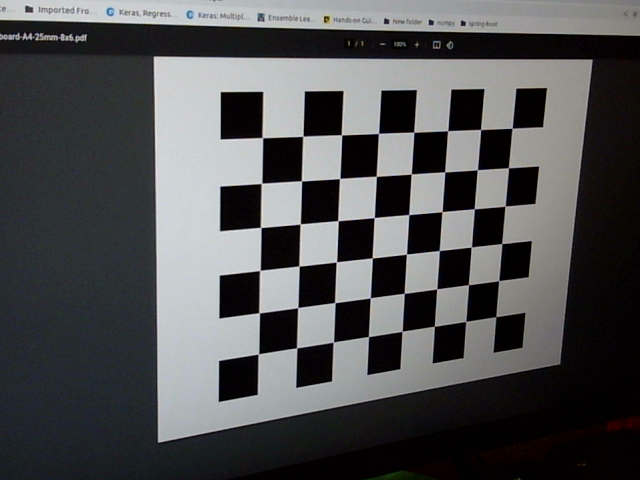 Imported Fro... Keras, Regress... Keras: Multipl... Ensemble Lea... Hands-on Gui... New folder numpy spring-boot
board-A4-25mm-8x6.pdf 1 / 1 100%